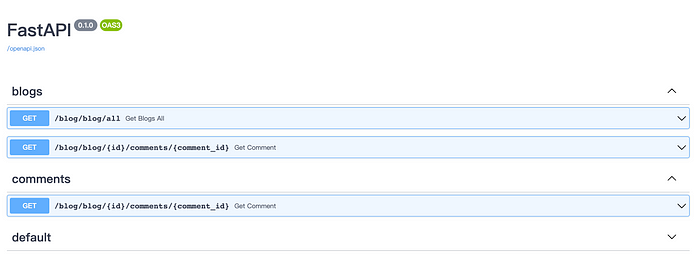 FastAPI 0.1.0 OAS3
/openapi.json
blogs
GET /blog/blog/all Get Blogs All
GET /blog/blog/{id}/comments/{comment_id} Get Comment
comments
GET /blog/blog/{id}/comments/{comment_id} Get Comment
default